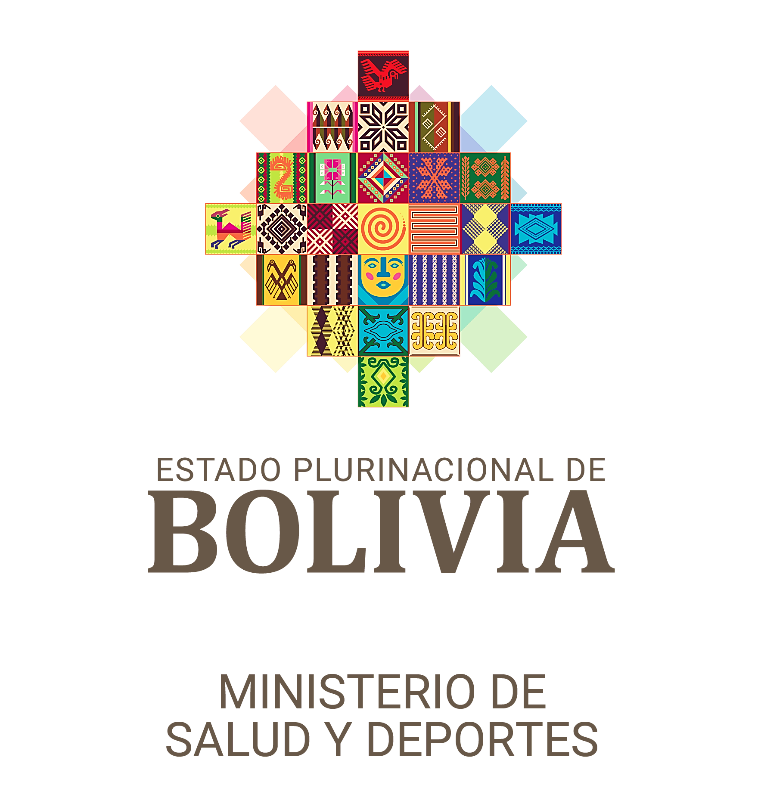 ESTADO PLURINACIONAL DE
BOLIVIA
MINISTERIO DE
SALUD Y DEPORTES